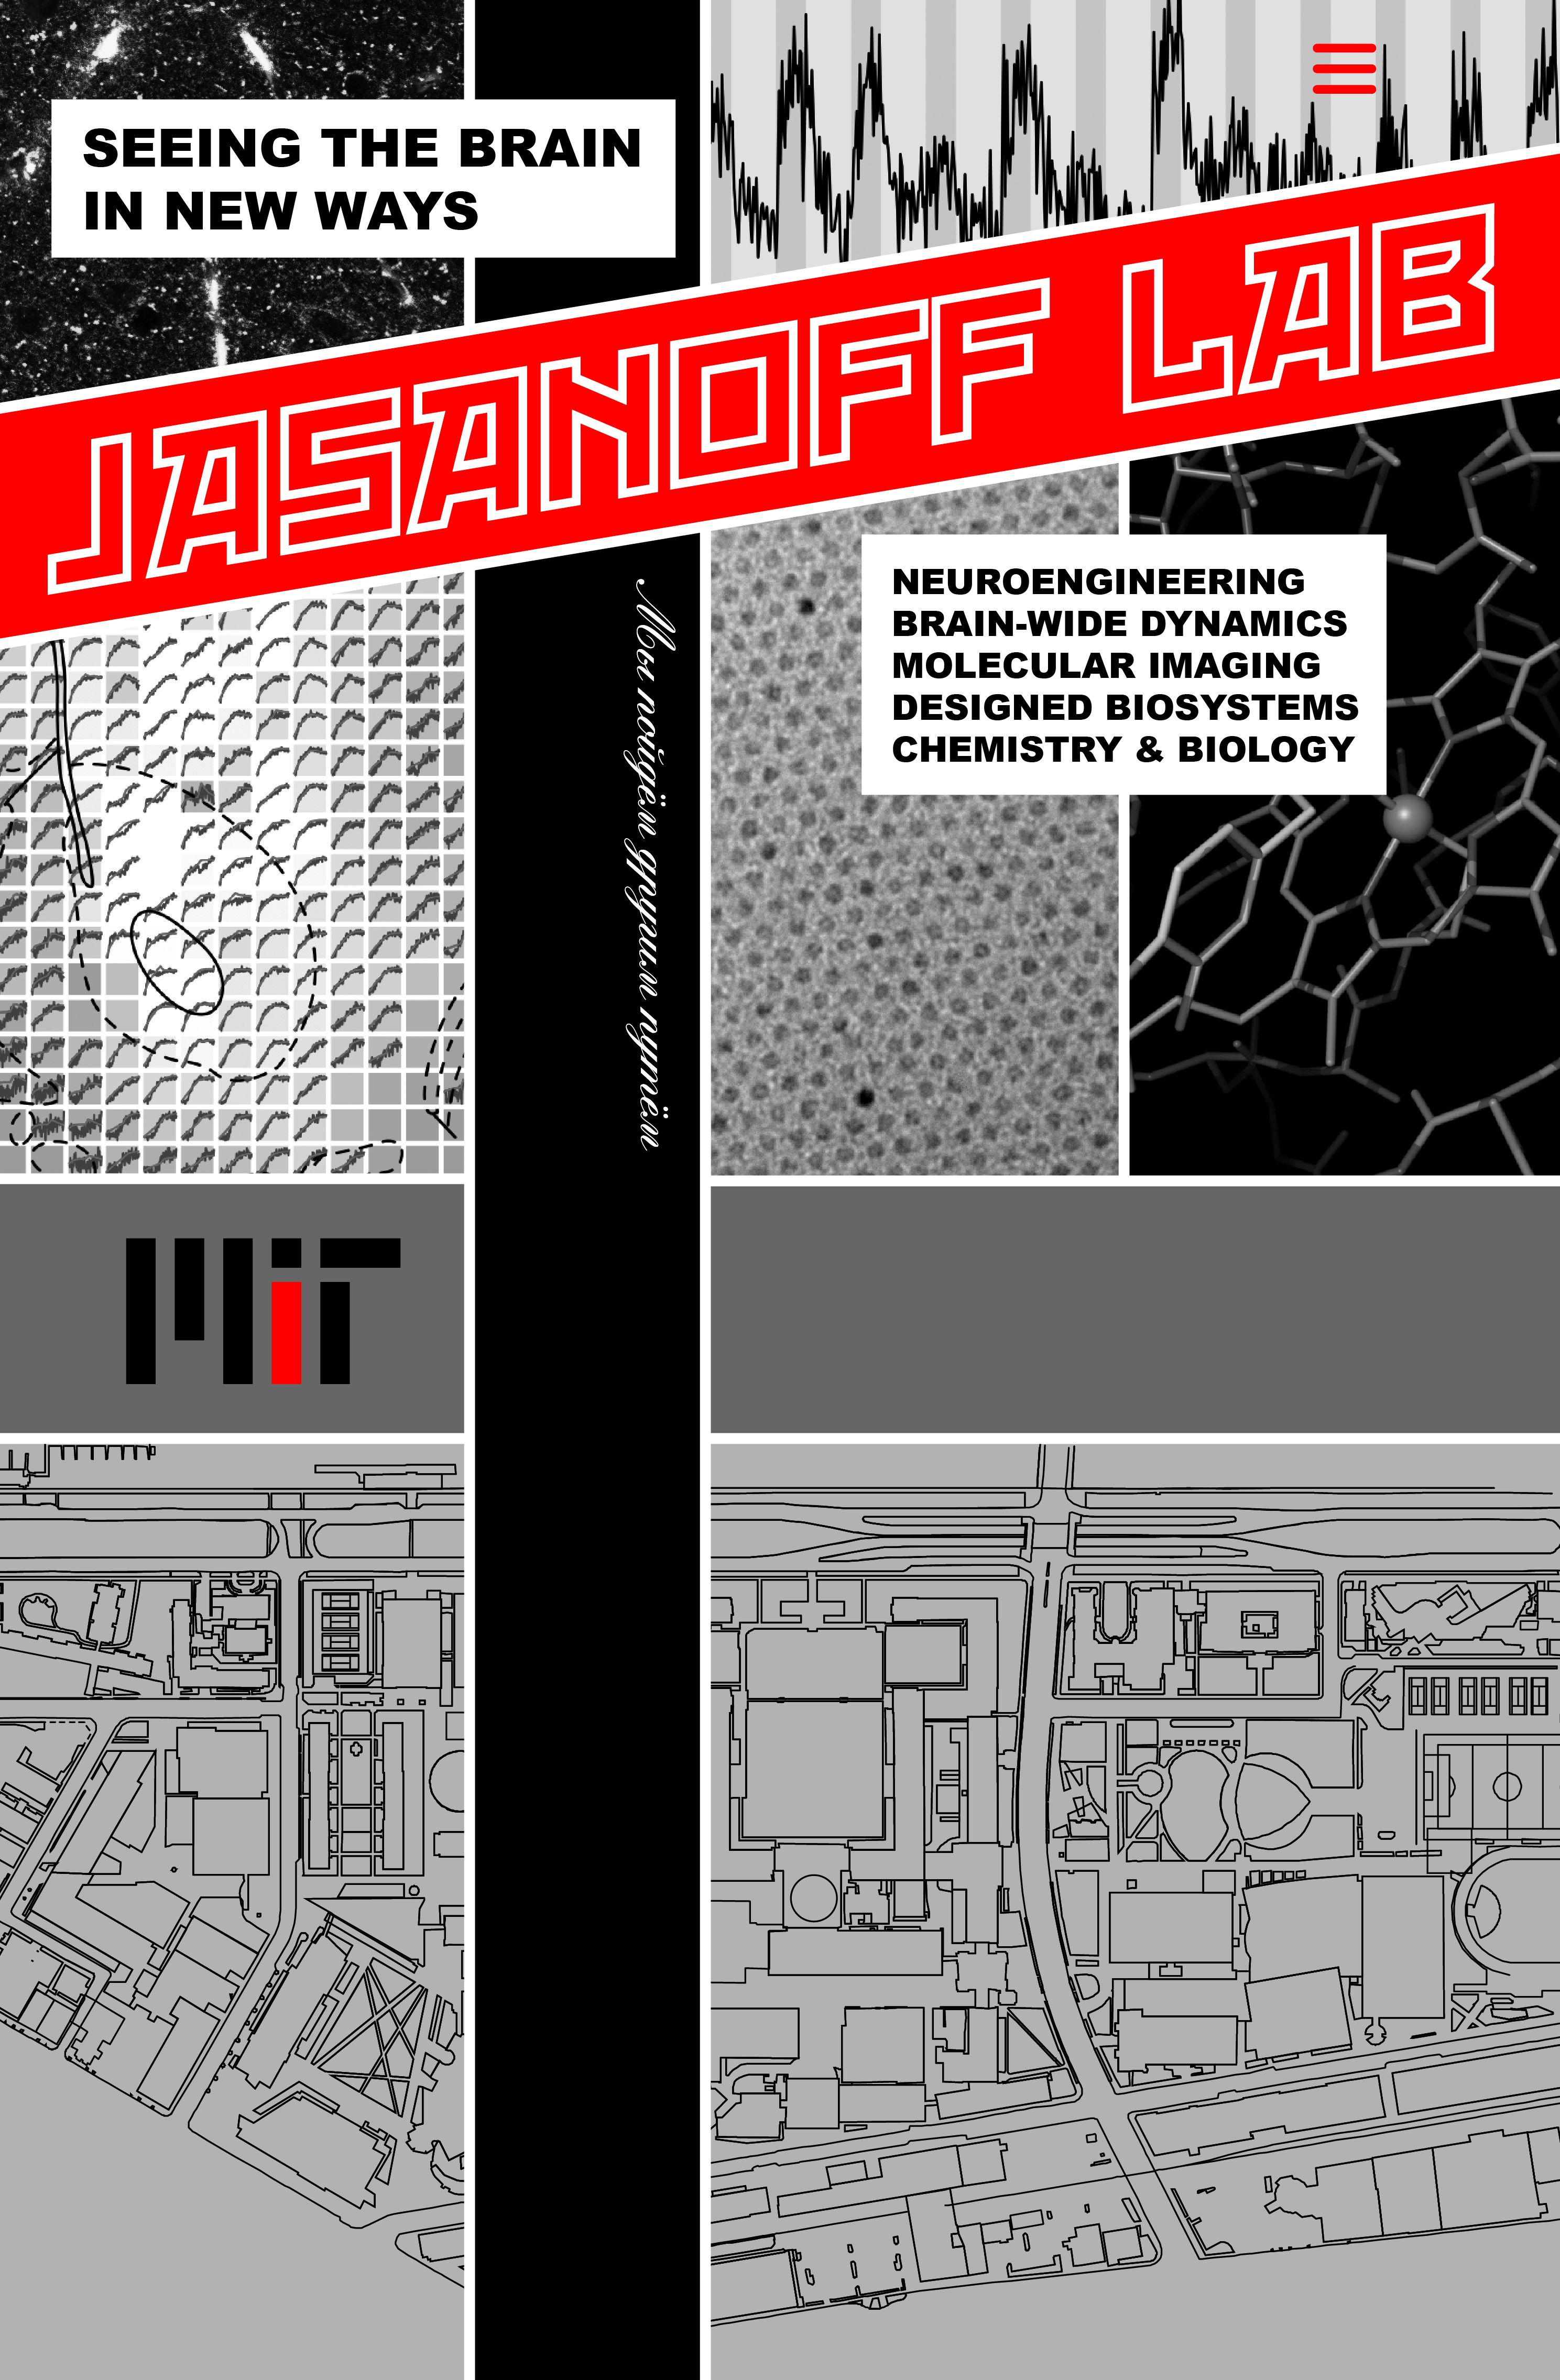 SEEING THE BRAIN
IN NEW WAYS
JASANOFF LAB
NEUROENGINEERING
BRAIN-WIDE DYNAMICS
MOLECULAR IMAGING
DESIGNED BIOSYSTEMS
CHEMISTRY & BIOLOGY
Мы пойдём другим путём
MIT